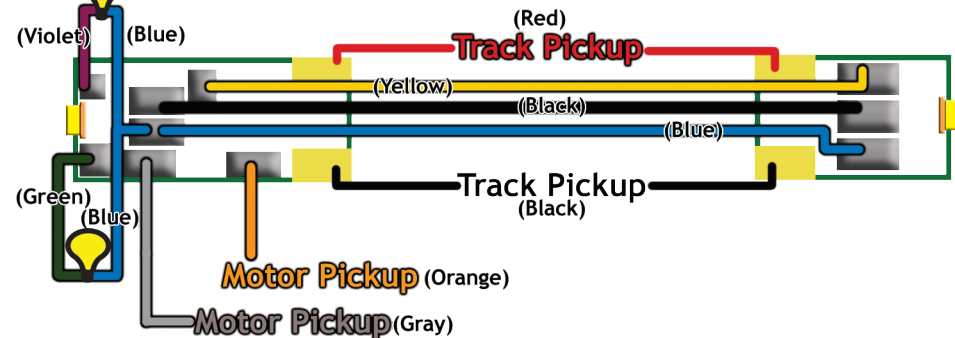 (Red)
(Violet)
(Blue)
Track Pickup
(Yellow)
(Black)
(Blue)
Track Pickup
(Green)
(Black)
(Blue)
Motor Pickup (Orange)
Motor Pickup (Gray)